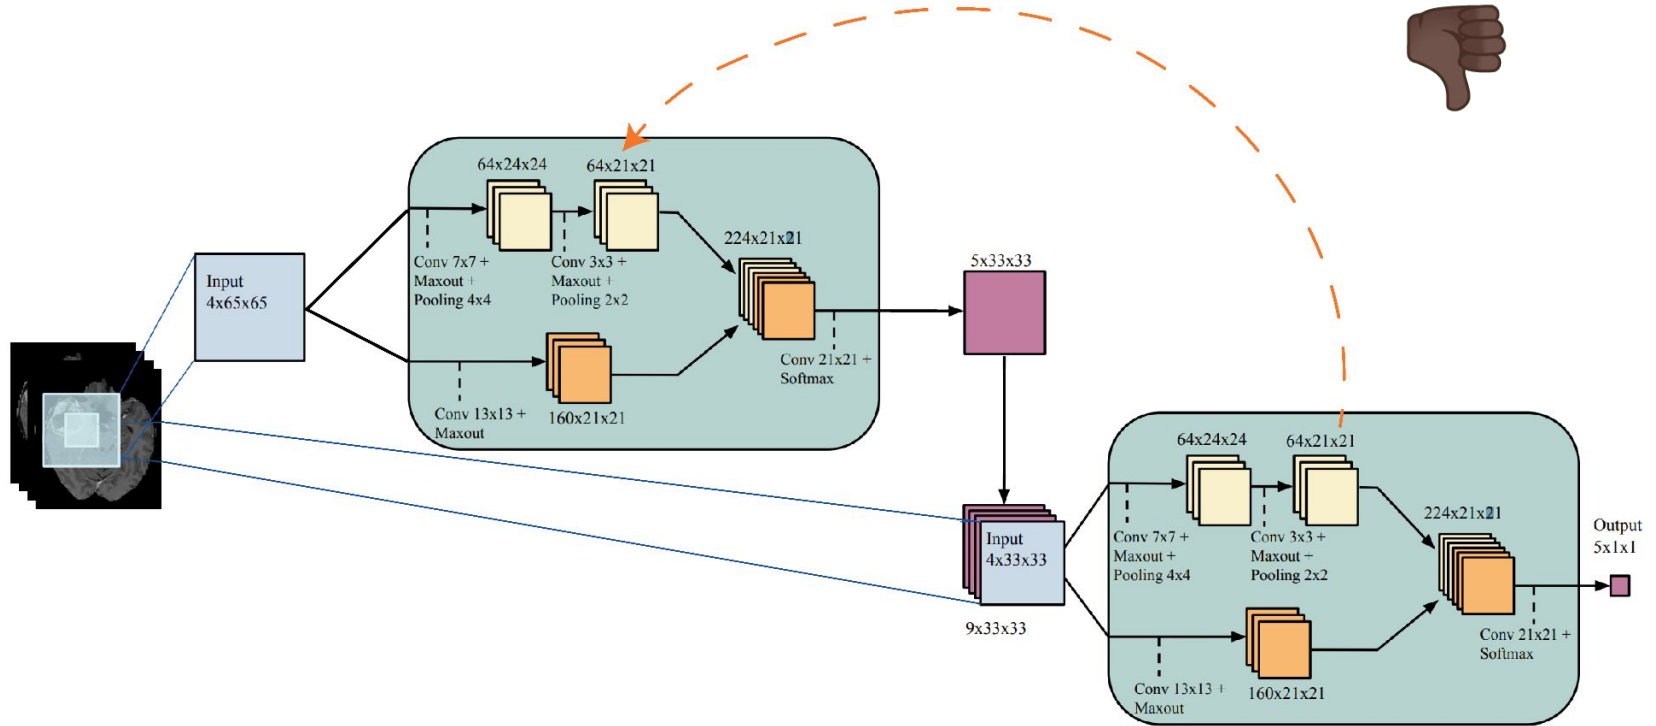 Input
4x65x65
64x24x24
64x21x21
Conv 7x7 +
Maxout +
Pooling 4x4
Conv 3x3 +
Maxout +
Pooling 2x2
224x21x21
Conv 13x13 +
Maxout
160x21x21
Conv 21x21 +
Softmax
5x33x33
Input
4x33x33
9x33x33
64x24x24
64x21x21
Conv 7x7 +
Maxout +
Pooling 4x4
Conv 3x3 +
Maxout +
Pooling 2x2
224x21x21
Conv 13x13 +
Maxout
160x21x21
Conv 21x21 +
Softmax
Output
5x1x1